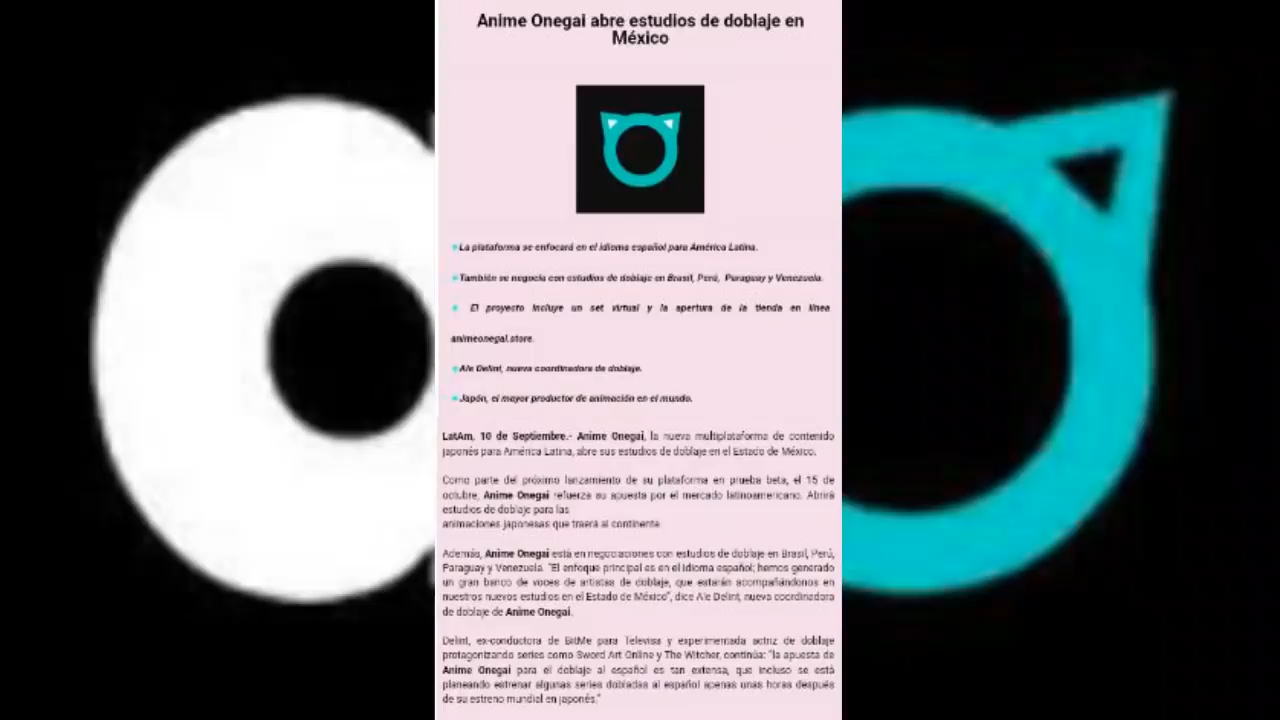 Anime Onegai abre estudios de doblaje en
México
La plataforma se enfocará en el idioma español para América Latina.
También se negocia con estudios de doblaje en Brasil, Perú, Paraguay y Venezuela.
El proyecto incluye un set virtual y la apertura de la tienda en línea
animeonegai.store.
Ale Delint, nueva coordinadora de doblaje.
Japón, el mayor productor de animación en el mundo.
LatAm, 10 de Septiembre.- Anime Onegai, la nueva multiplataforma de contenido
japonés para América Latina, abre sus estudios de doblaje en el Estado de México.
Como parte del próximo lanzamiento de su plataforma en prueba beta, el 15 de
octubre, Anime Onegai refuerza su apuesta por el mercado latinoamericano. Abrirá
estudios de doblaje para las
animaciones japonesas que traerá al continente.
Además, Anime Onegai está en negociaciones con estudios de doblaje en Brasil, Perú,
Paraguay y Venezuela. "El enfoque principal es en el idioma español; hemos generado
un gran banco de voces de artistas de doblaje, que estarán acompañándonos en
nuestros nuevos estudios en el Estado de México", dice Ale Delint, nueva coordinadora
de doblaje de Anime Onegai.
Delint, ex-conductora de BitMe para Televisa y experimentada actriz de doblaje
protagonizando series como Sword Art Online y The Witcher, continúa: "la apuesta de
Anime Onegai para el doblaje al español es tan extensa, que incluso se está
planeando estrenar algunas series dobladas al español apenas unas horas después
de su estreno mundial en japonés."